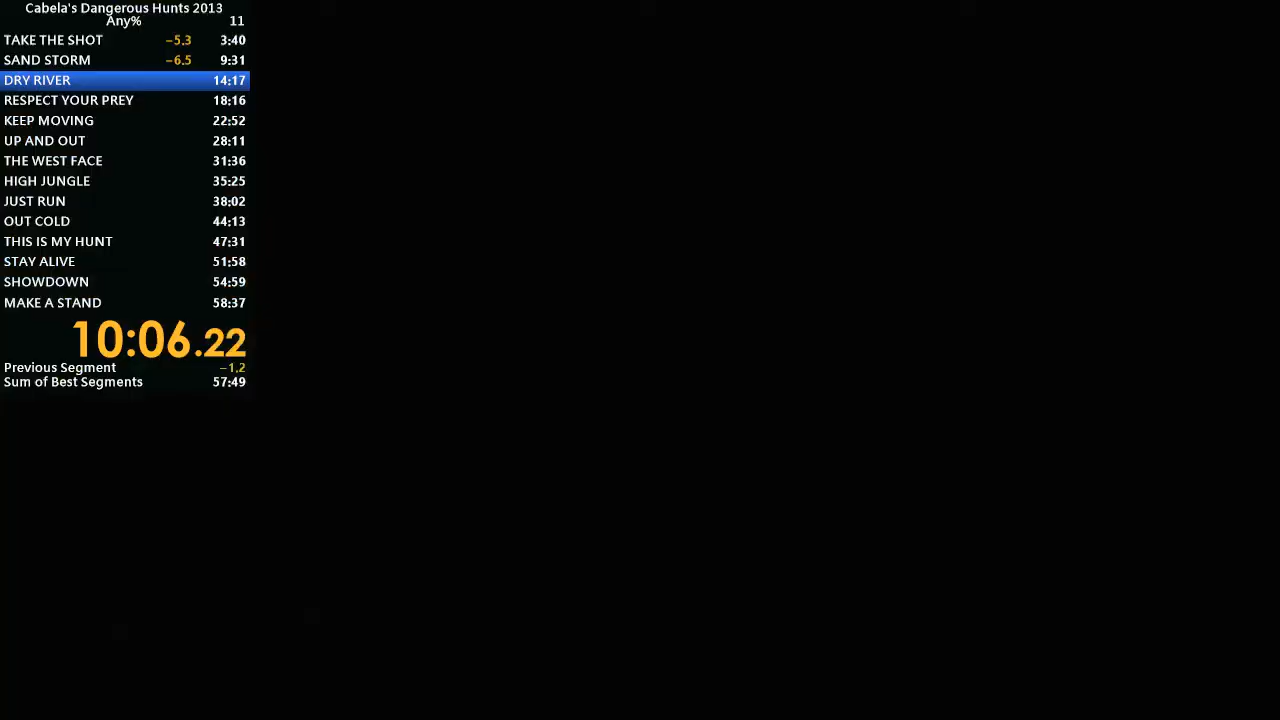 Cabela's Dangerous Hunts 2013
Any% 11
TAKE THE SHOT −5.3 3:40
SAND STORM −6.5 9:31
DRY RIVER 14:17
RESPECT YOUR PREY 18:16
KEEP MOVING 22:52
UP AND OUT 28:11
THE WEST FACE 31:36
HIGH JUNGLE 35:25
JUST RUN 38:02
OUT COLD 44:13
THIS IS MY HUNT 47:31
STAY ALIVE 51:58
SHOWDOWN 54:59
MAKE A STAND 58:37
10:06.22
Previous Segment −1.2
Sum of Best Segments 57:49